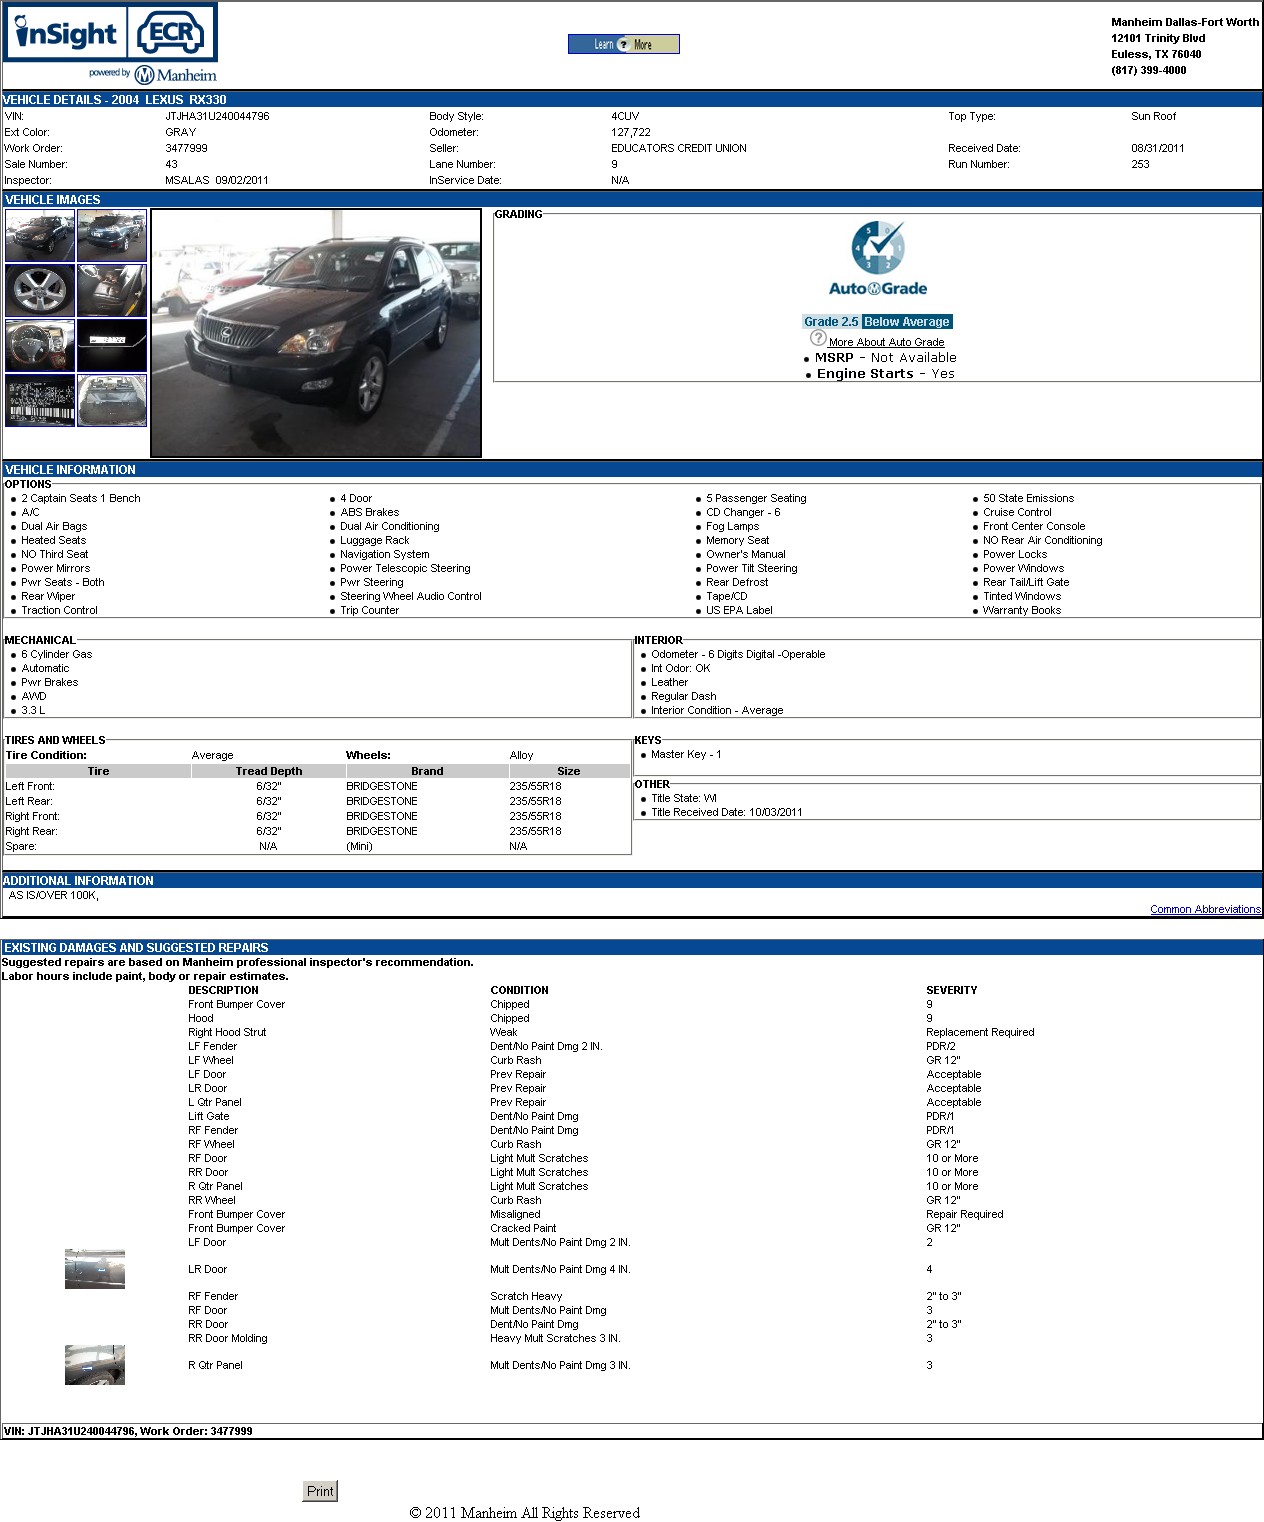 inSight ECR
powered by Manheim
Learn ? More
Manheim Dallas-Fort Worth
12101 Trinity Blvd
Euless, TX 76040
(817) 399-4000
VEHICLE DETAILS - 2004 LEXUS RX330
VIN: JTJHA31U240044796 Body Style: 4CUV Top Type: Sun Roof
Ext Color: GRAY Odometer: 127,722
Work Order: 3477999 Seller: EDUCATORS CREDIT UNION Received Date: 08/31/2011
Sale Number: 43 Lane Number: 9 Run Number: 253
Inspector: MSALAS 09/02/2011 InService Date: N/A
VEHICLE IMAGES
GRADING
5 4 3 2
AutoGrade
Grade 2.5 Below Average
? More About Auto Grade
• MSRP - Not Available
• Engine Starts - Yes
VEHICLE INFORMATION
OPTIONS
• 2 Captain Seats 1 Bench • 4 Door • 5 Passenger Seating • 50 State Emissions
• A/C • ABS Brakes • CD Changer - 6 • Cruise Control
• Dual Air Bags • Dual Air Conditioning • Fog Lamps • Front Center Console
• Heated Seats • Luggage Rack • Memory Seat • NO Rear Air Conditioning
• NO Third Seat • Navigation System • Owner's Manual • Power Locks
• Power Mirrors • Power Telescopic Steering • Power Tilt Steering • Power Windows
• Pwr Seats - Both • Pwr Steering • Rear Defrost • Rear Tail/Lift Gate
• Rear Wiper • Steering Wheel Audio Control • Tape/CD • Tinted Windows
• Traction Control • Trip Counter • US EPA Label • Warranty Books
MECHANICAL
• 6 Cylinder Gas
• Automatic
• Pwr Brakes
• AWD
• 3.3 L
INTERIOR
• Odometer - 6 Digits Digital -Operable
• Int Odor: OK
• Leather
• Regular Dash
• Interior Condition - Average
TIRES AND WHEELS
Tire Condition: Average Wheels: Alloy
Tire Tread Depth Brand Size
Left Front: 6/32" BRIDGESTONE 235/55R18
Left Rear: 6/32" BRIDGESTONE 235/55R18
Right Front: 6/32" BRIDGESTONE 235/55R18
Right Rear: 6/32" BRIDGESTONE 235/55R18
Spare: N/A (Mini) N/A
KEYS
• Master Key - 1
OTHER
• Title State: WI
• Title Received Date: 10/03/2011
ADDITIONAL INFORMATION
AS IS/OVER 100K,
Common Abbreviations
EXISTING DAMAGES AND SUGGESTED REPAIRS
Suggested repairs are based on Manheim professional inspector's recommendation.
Labor hours include paint, body or repair estimates.
DESCRIPTION CONDITION SEVERITY
Front Bumper Cover Chipped 9
Hood Chipped 9
Right Hood Strut Weak Replacement Required
LF Fender Dent/No Paint Dmg 2 IN. PDR/2
LF Wheel Curb Rash GR 12"
LF Door Prev Repair Acceptable
LR Door Prev Repair Acceptable
L Qtr Panel Prev Repair Acceptable
Lift Gate Dent/No Paint Dmg PDR/1
RF Fender Dent/No Paint Dmg PDR/1
RF Wheel Curb Rash GR 12"
RF Door Light Mult Scratches 10 or More
RR Door Light Mult Scratches 10 or More
R Qtr Panel Light Mult Scratches 10 or More
RR Wheel Curb Rash GR 12"
Front Bumper Cover Misaligned Repair Required
Front Bumper Cover Cracked Paint GR 12"
LF Door Mult Dents/No Paint Dmg 2 IN. 2
LR Door Mult Dents/No Paint Dmg 4 IN. 4
RF Fender Scratch Heavy 2" to 3"
RF Door Mult Dents/No Paint Dmg 3
RR Door Dent/No Paint Dmg 2" to 3"
RR Door Molding Heavy Mult Scratches 3 IN. 3
R Qtr Panel Mult Dents/No Paint Dmg 3 IN. 3
VIN: JTJHA31U240044796, Work Order: 3477999
Print
© 2011 Manheim All Rights Reserved